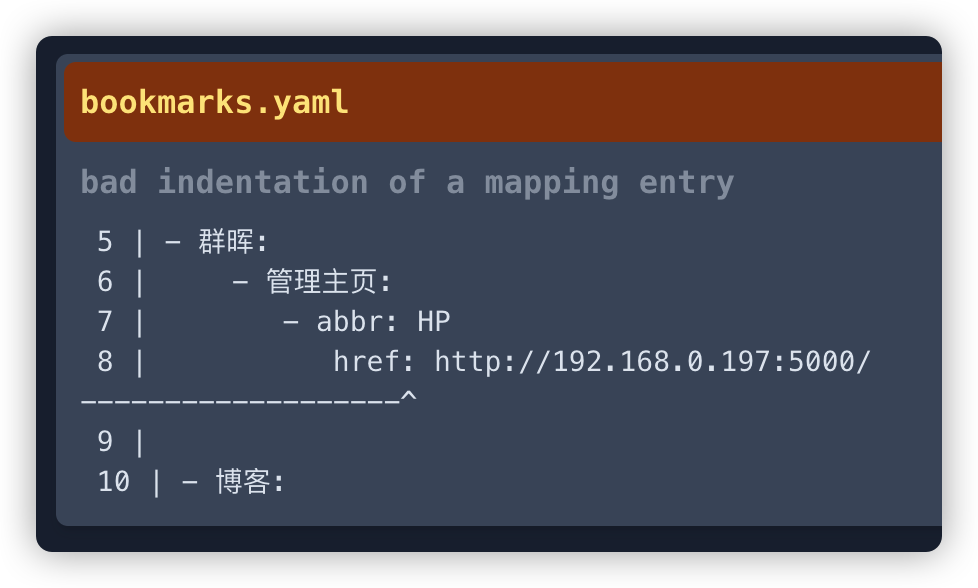 bookmarks.yaml
bad indentation of a mapping entry
5 | - 群晖:
6 |     - 管理主页:
7 |        - abbr: HP
8 |           href: http://192.168.0.197:5000/
-------------------^
9 |
10 | - 博客: